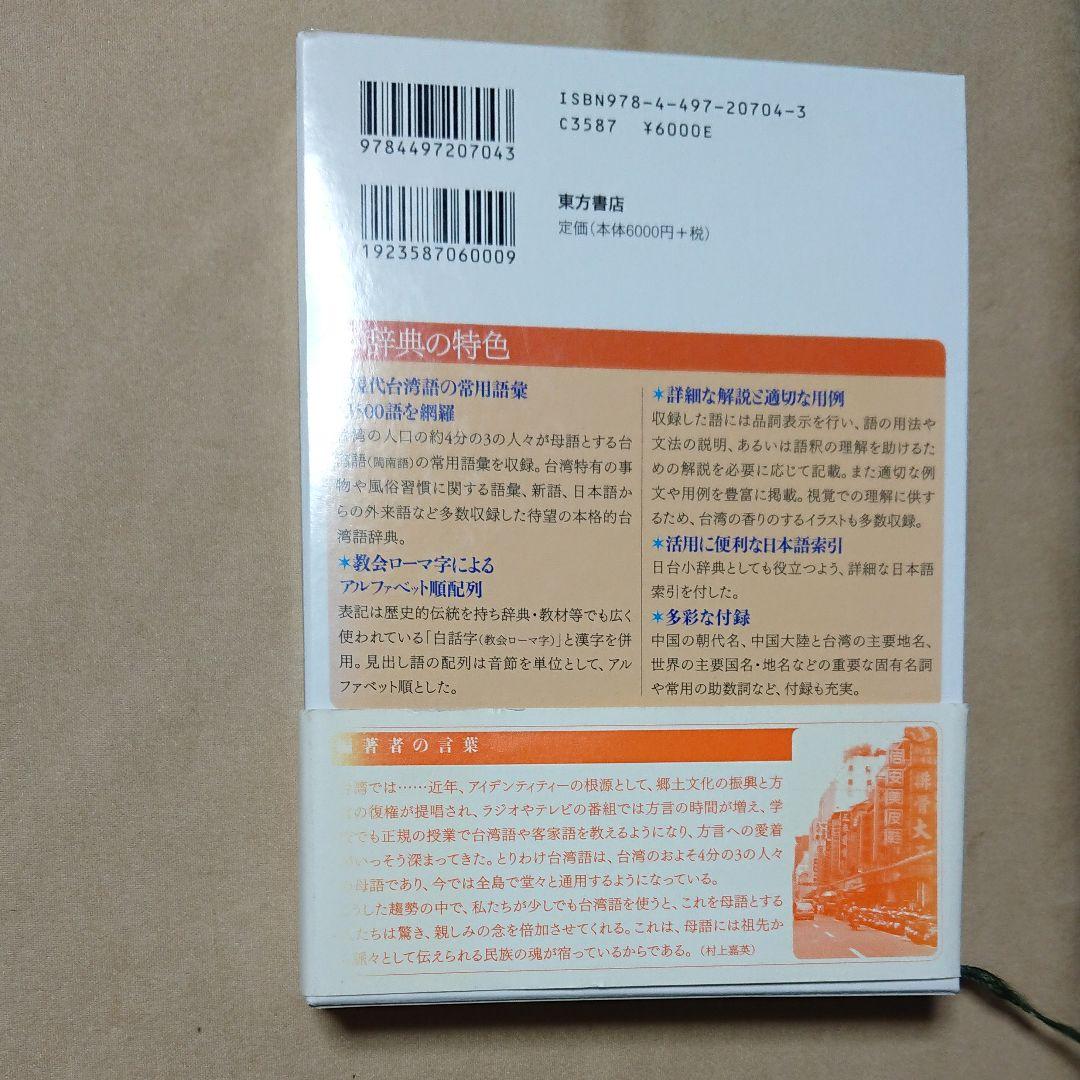 ISBN978-4-497-20704-3
C3587 ¥6000E
9784497207043
東方書店
定価(本体6000円+税)
1923587060009
辞典の特色
現代台湾語の常用語彙
500語を網羅
台湾の人口の約4分の3の人々が母語とする台
湾語(閩南語)の常用語彙を収録。台湾特有の事
物や風俗習慣に関する語彙、新語、日本語か
らの外来語など多数収録した待望の本格的台
湾語辞典。
✶教会ローマ字による
アルファベット順配列
表記は歴史的伝統を持ち辞典・教材等でも広く
使われている「白話字(教会ローマ字)」と漢字を併
用。見出し語の配列は音節を単位として、アル
ファベット順とした。
✶詳細な解説と適切な用例
収録した語には品詞表示を行い、語の用法や
文法の説明、あるいは語釈の理解を助けるた
めの解説を必要に応じて記載。また適切な例
文や用例を豊富に掲載。視覚での理解に供す
るため、台湾の香りのするイラストも多数収録。
✶活用に便利な日本語索引
日台小辞典としても役立つよう、詳細な日本語
索引を付した。
✶多彩な付録
中国の朝代名、中国大陸と台湾の主要地名、
世界の主要国名・地名などの重要な固有名詞
や常用の助数詞など、付録も充実。
著者の言葉
台湾では……近年、アイデンティティーの根源として、郷土文化の振興と方
の復権が提唱され、ラジオやテレビの番組では方言の時間が増え、学
でも正規の授業で台湾語や客家語を教えるようになり、方言への愛着
いっそう深まってきた。とりわけ台湾語は、台湾のおよそ4分の3の人々
母語であり、今では全島で堂々と通用するようになっている。
した趨勢の中で、私たちが少しでも台湾語を使うと、これを母語とする
たちは驚き、親しみの念を倍加させてくれる。これは、母語には祖先か
脈々として伝えられる民族の魂が宿っているからである。(村上嘉英)